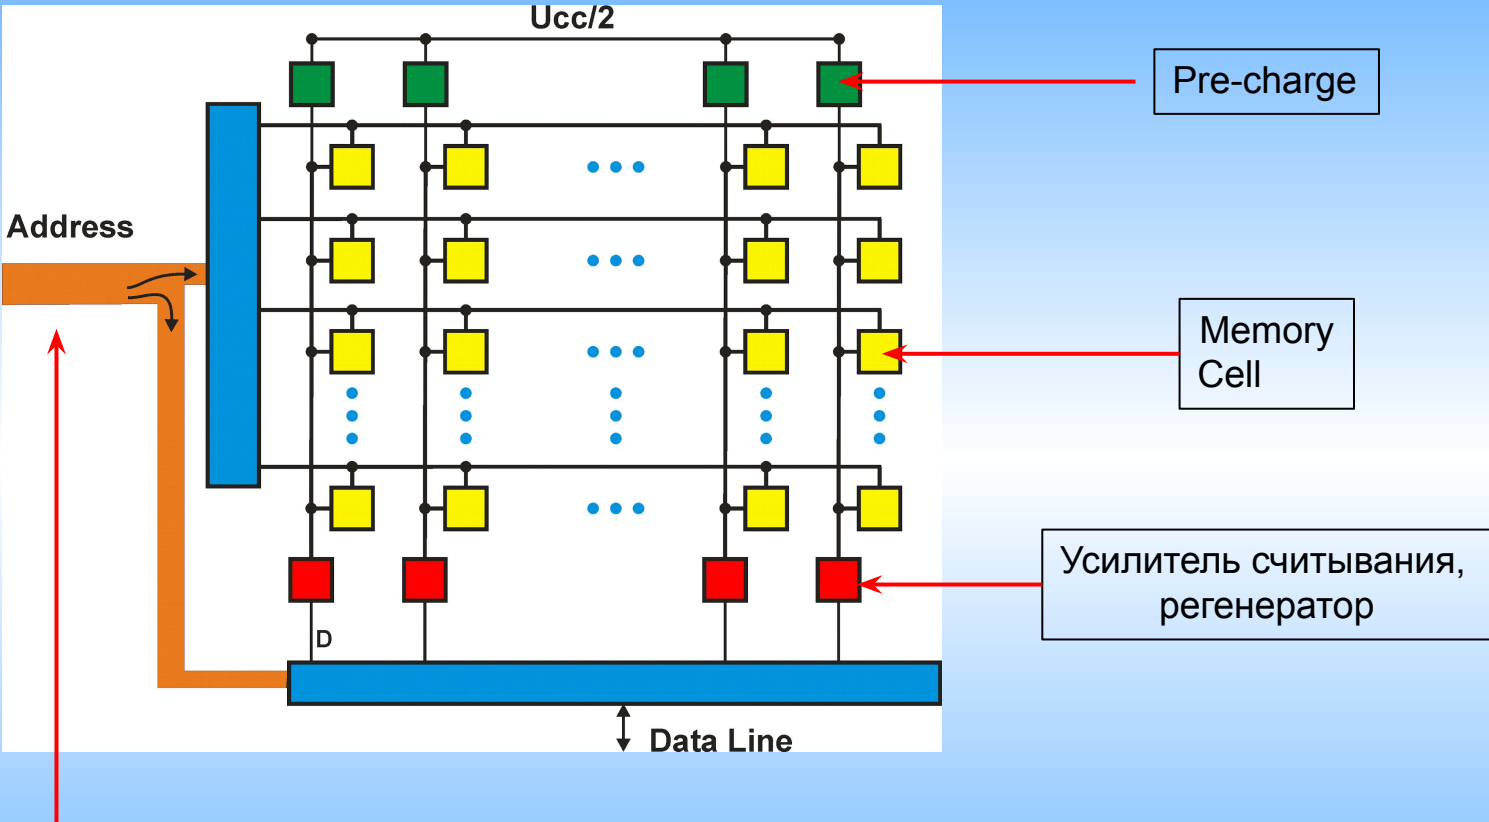 Ucc/2
Pre-charge
Address
Memory
Cell
Усилитель считывания,
регенератор
D
Data Line